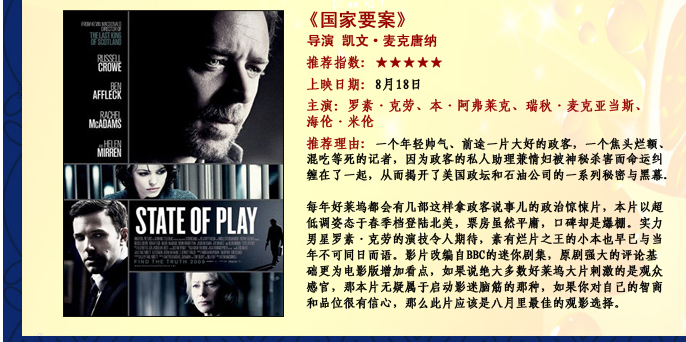 FROM KEVIN MACDONALD
DIRECTOR OF
THE LAST KING
OF SCOTLAND
RUSSELL
CROWE
BEN
AFFLECK
RACHEL
McADAMS
AND HELEN
MIRREN
STATE OF PLAY
FIND THE TRUTH 2009
《国家要案》
导演 凯文·麦克唐纳
推荐指数：★★★★★
上映日期：8月18日
主演：罗素·克劳、本·阿弗莱克、瑞秋·麦克亚当斯、
海伦·米伦
推荐理由：一个年轻帅气、前途一片大好的政客，一个焦头烂额、
混吃等死的记者，因为政客的私人助理兼情妇被神秘杀害而命运纠
缠在了一起，从而揭开了美国政坛和石油公司的一系列秘密与黑幕.
每年好莱坞都会有几部这样拿政客说事儿的政治惊悚片，本片以超
低调姿态于春季档登陆北美，票房虽然平庸，口碑却是爆棚。实力
男星罗素·克劳的演技令人期待，素有烂片之王的小本也早已与当
年不可同日而语。影片改编自BBC的迷你剧集，原剧强大的评论基
础更为电影版增加看点，如果说绝大多数好莱坞大片刺激的是观众
感官，那本片无疑属于启动影迷脑筋的那种，如果你对自己的智商
和品位很有信心，那么此片应该是八月里最佳的观影选择。